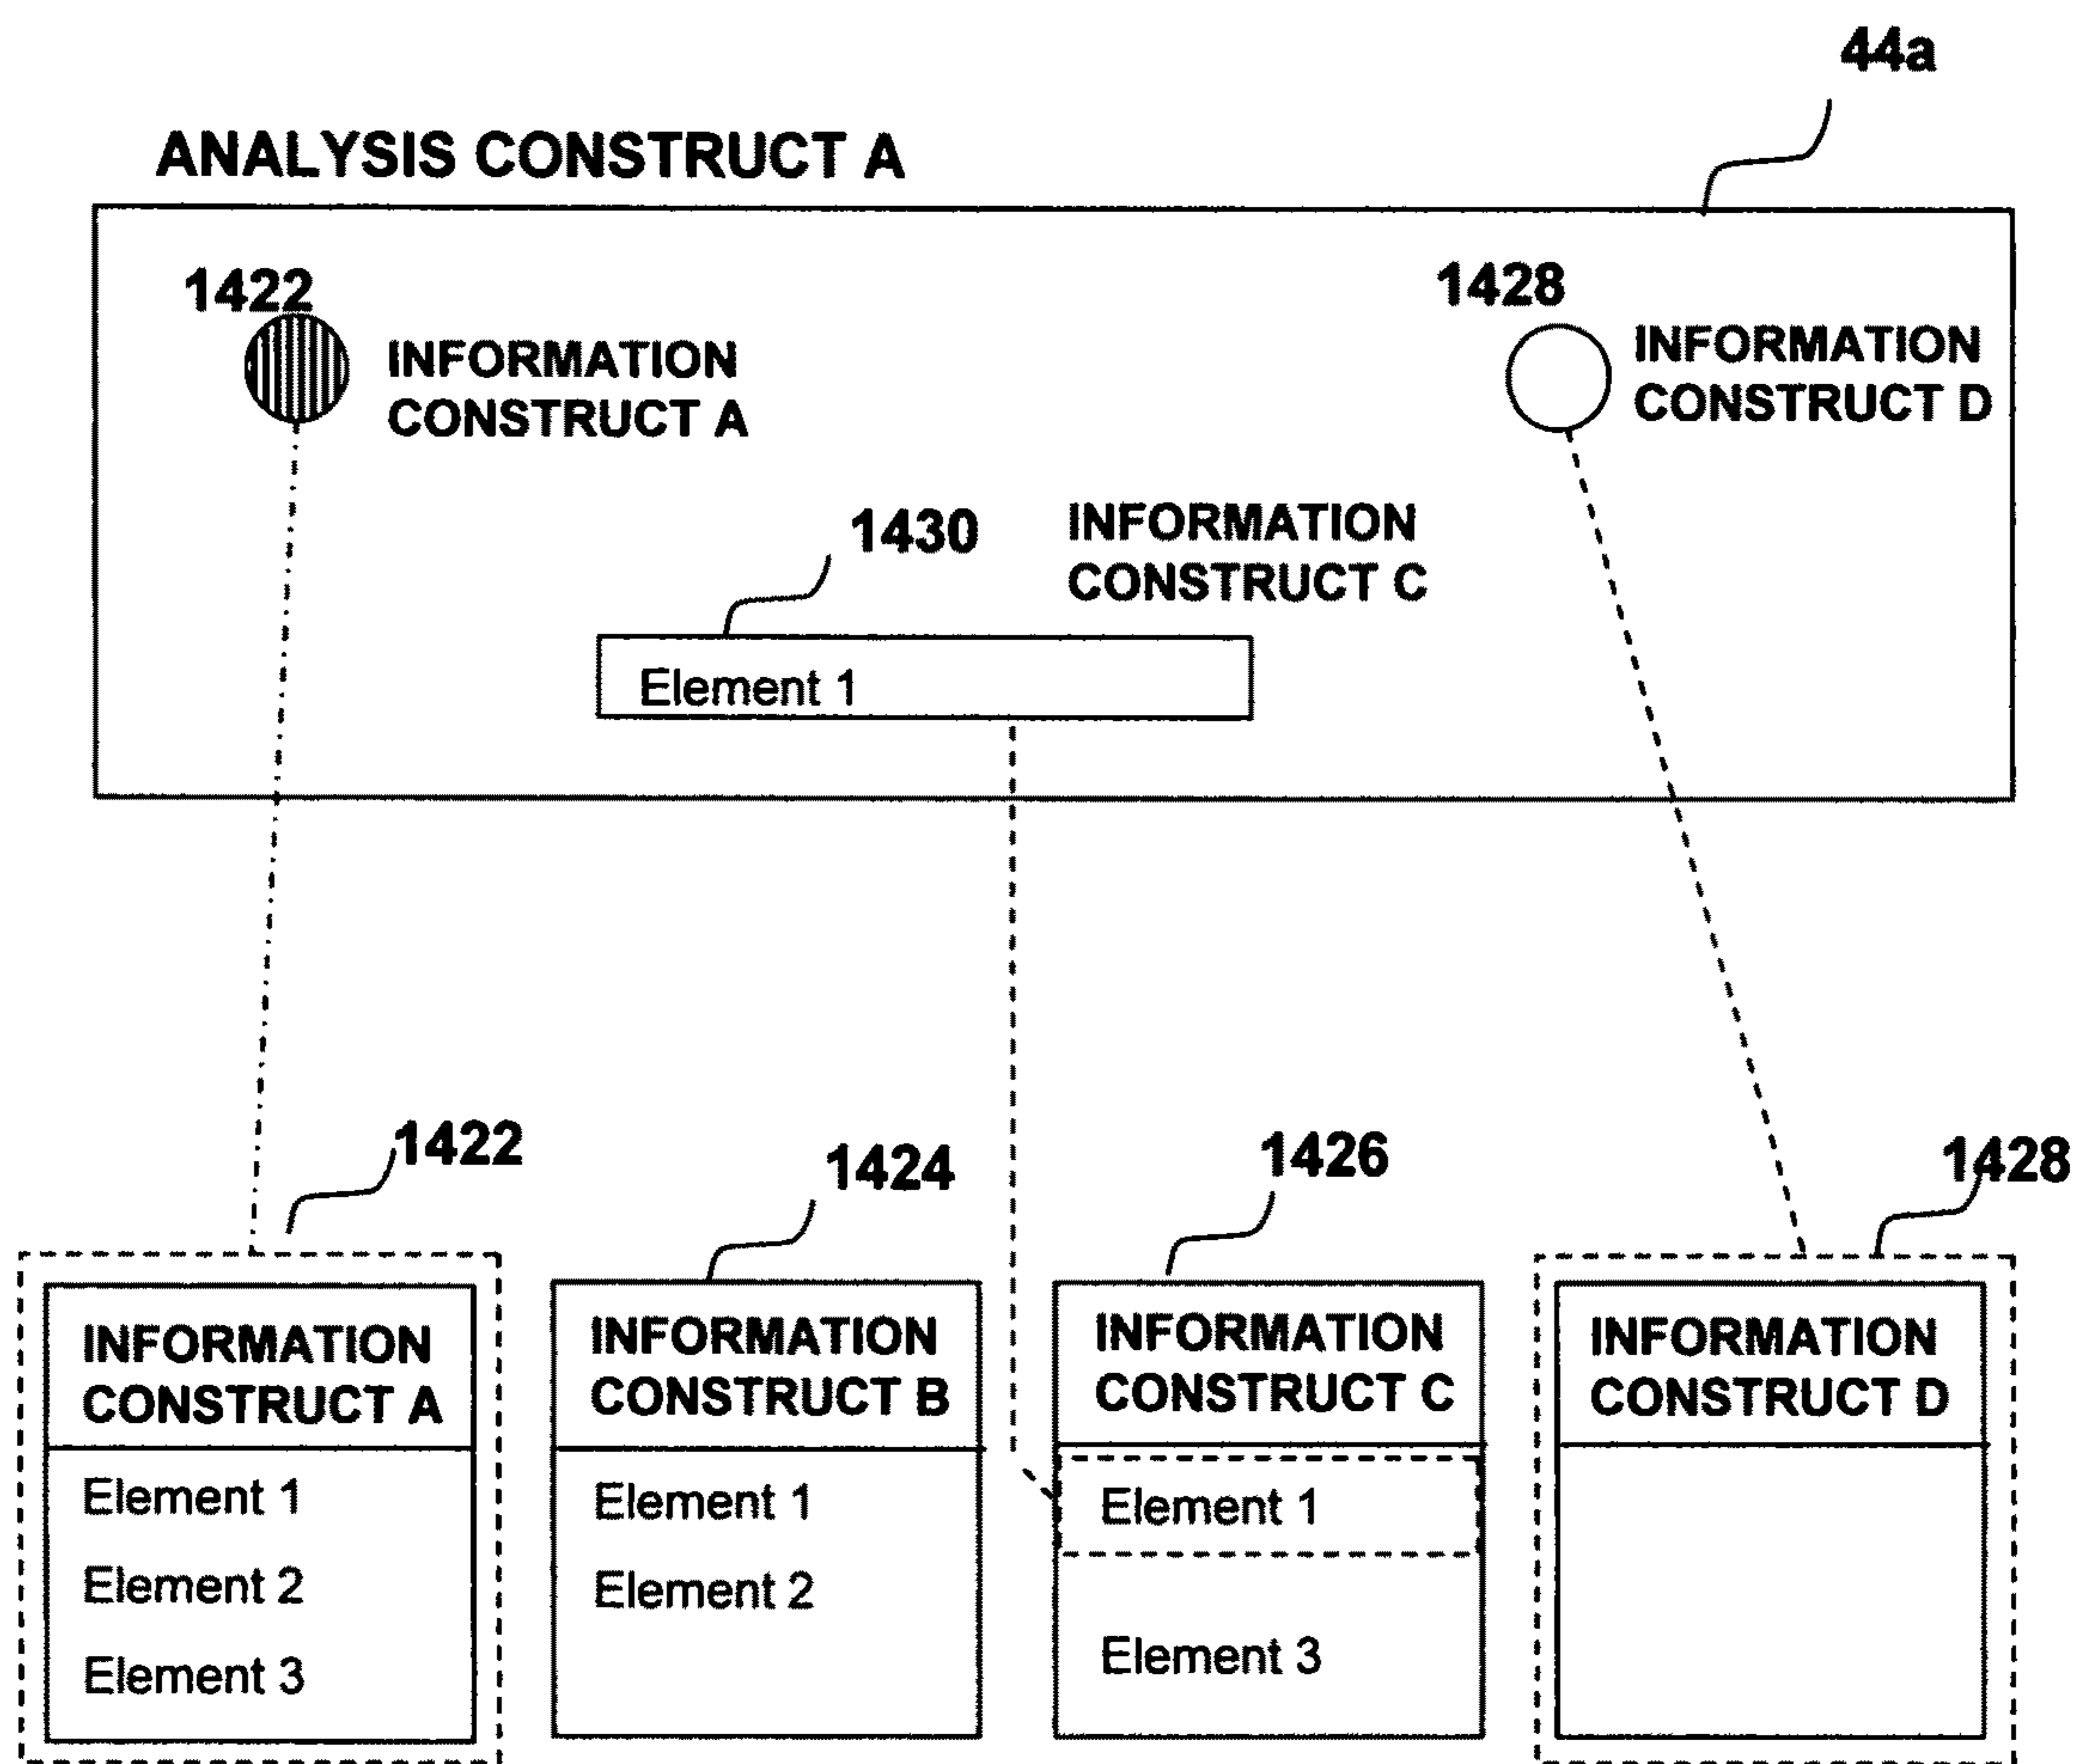 44a
ANALYSIS CONSTRUCT A
1422
INFORMATION
CONSTRUCT A
1428
INFORMATION
CONSTRUCT D
1430
INFORMATION
CONSTRUCT C
Element 1
1422
1424
1426
1428
INFORMATION
CONSTRUCT A
Element 1
Element 2
Element 3
INFORMATION
CONSTRUCT B
Element 1
Element 2
INFORMATION
CONSTRUCT C
Element 1
Element 3
INFORMATION
CONSTRUCT D